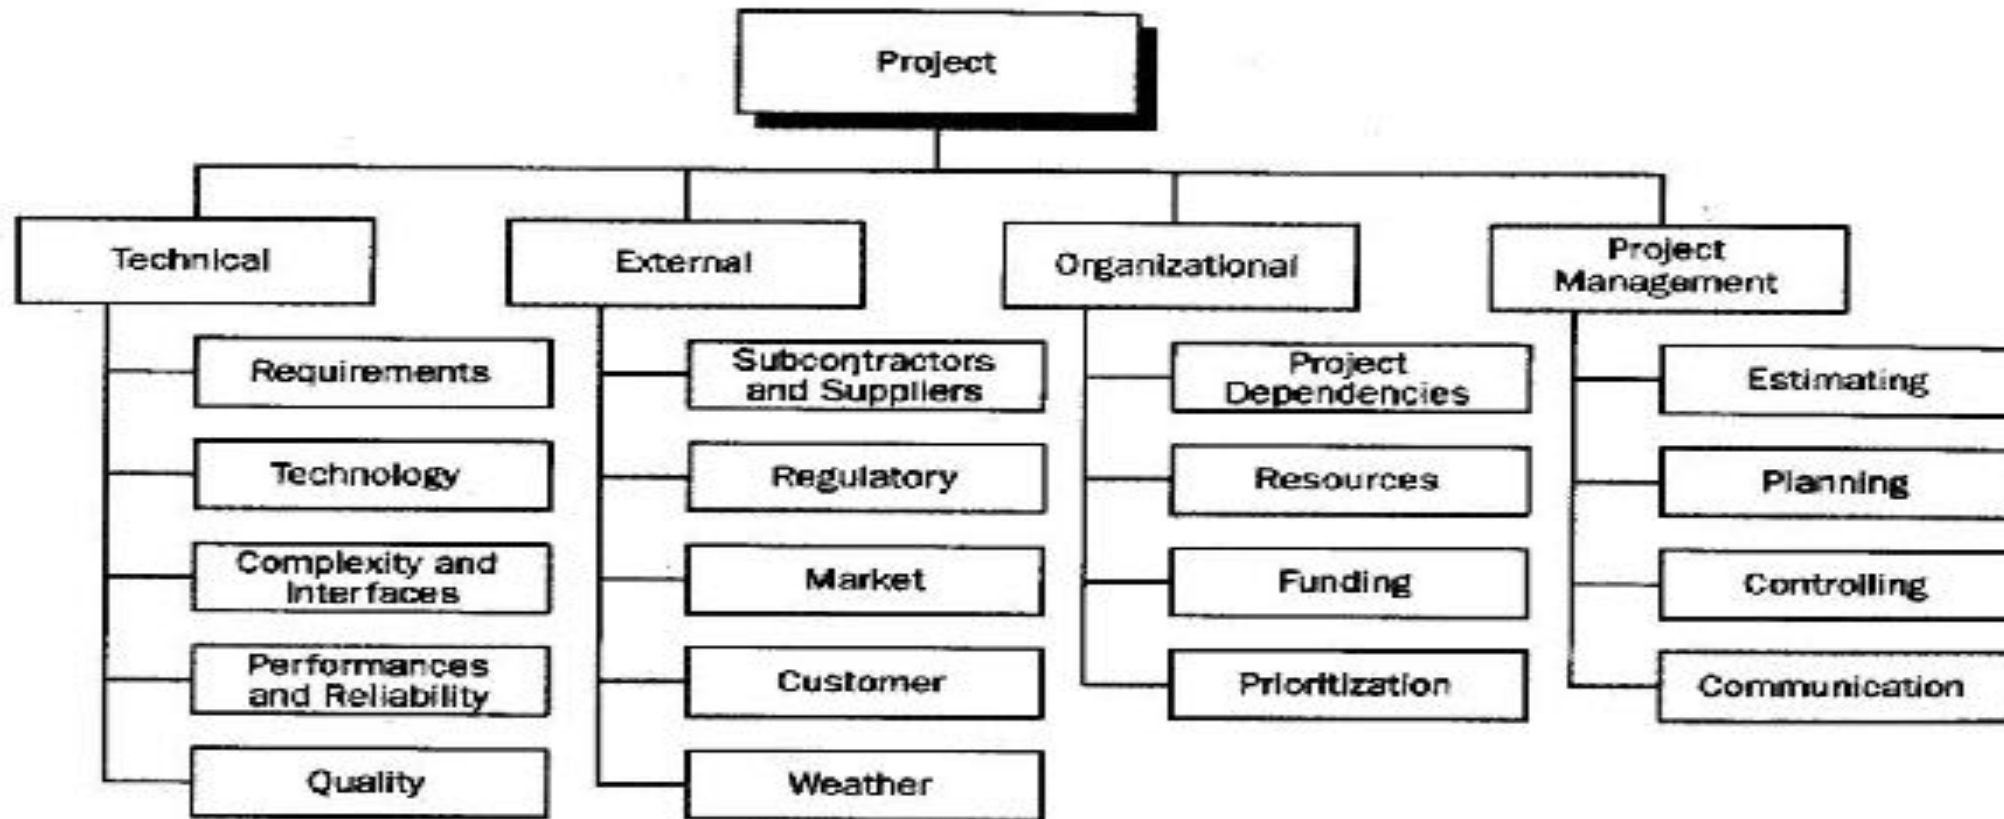 Project
Technical
External
Organizational
Project
Management
Requirements
Technology
Complexity and
Interfaces
Performances
and Reliability
Quality
Subcontractors
and Suppliers
Regulatory
Market
Customer
Weather
Project
Dependencies
Resources
Funding
Prioritization
Estimating
Planning
Controlling
Communication